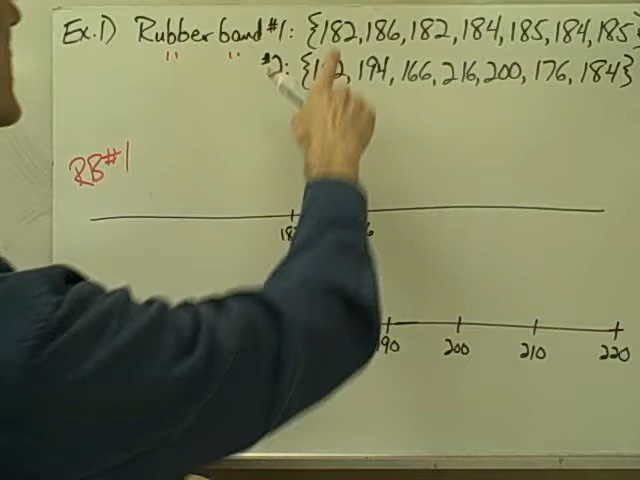 Ex.1) Rubber band #1: {182,186,182,184,185,184,185}
" " #2: { , 194, 166, 216, 200, 176, 184}
RB #1
200 210 220